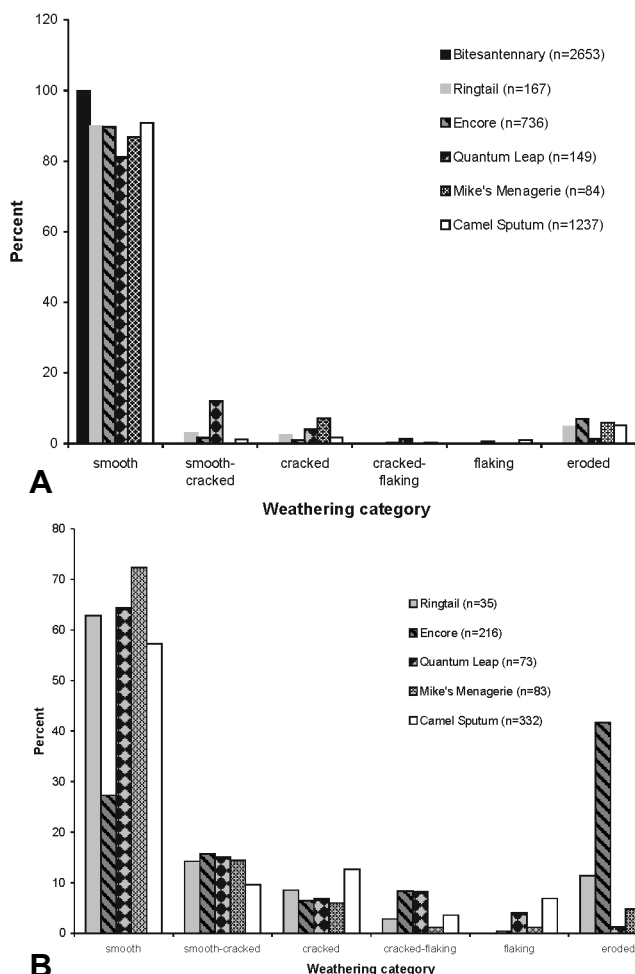 120
100
80
60
40
20
0
Percent
Bitesantennary (n=2653)
Ringtail (n=167)
Encore (n=736)
Quantum Leap (n=149)
Mike's Menagerie (n=84)
Camel Sputum (n=1237)
smooth
smooth-cracked
cracked
cracked-flaking
flaking
eroded
A
Weathering category
80
70
60
50
40
30
20
10
0
Percent
Ringtail (n=35)
Encore (n=216)
Quantum Leap (n=73)
Mike's Menagerie (n=83)
Camel Sputum (n=332)
smooth
smooth-cracked
cracked
cracked-flaking
flaking
eroded
B
Weathering category